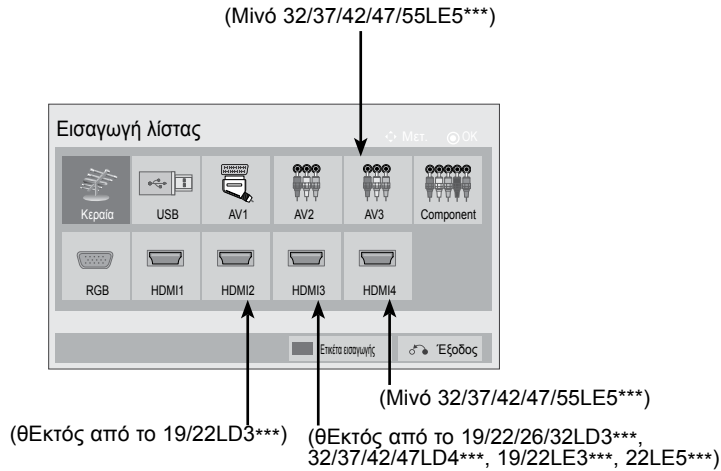 (Μινό 32/37/42/47/55LE5***)
Εισαγωγή λίστας
Μετ. OK
Κεραία USB AV1 AV2 AV3 Component
RGB HDMI1 HDMI2 HDMI3 HDMI4
Ετικέτα εισαγωγής Έξοδος
(Μινό 32/37/42/47/55LE5***)
(θΕκτός από το 19/22LD3***)
(θΕκτός από το 19/22/26/32LD3***,
32/37/42/47LD4***, 19/22LE3***, 22LE5***)